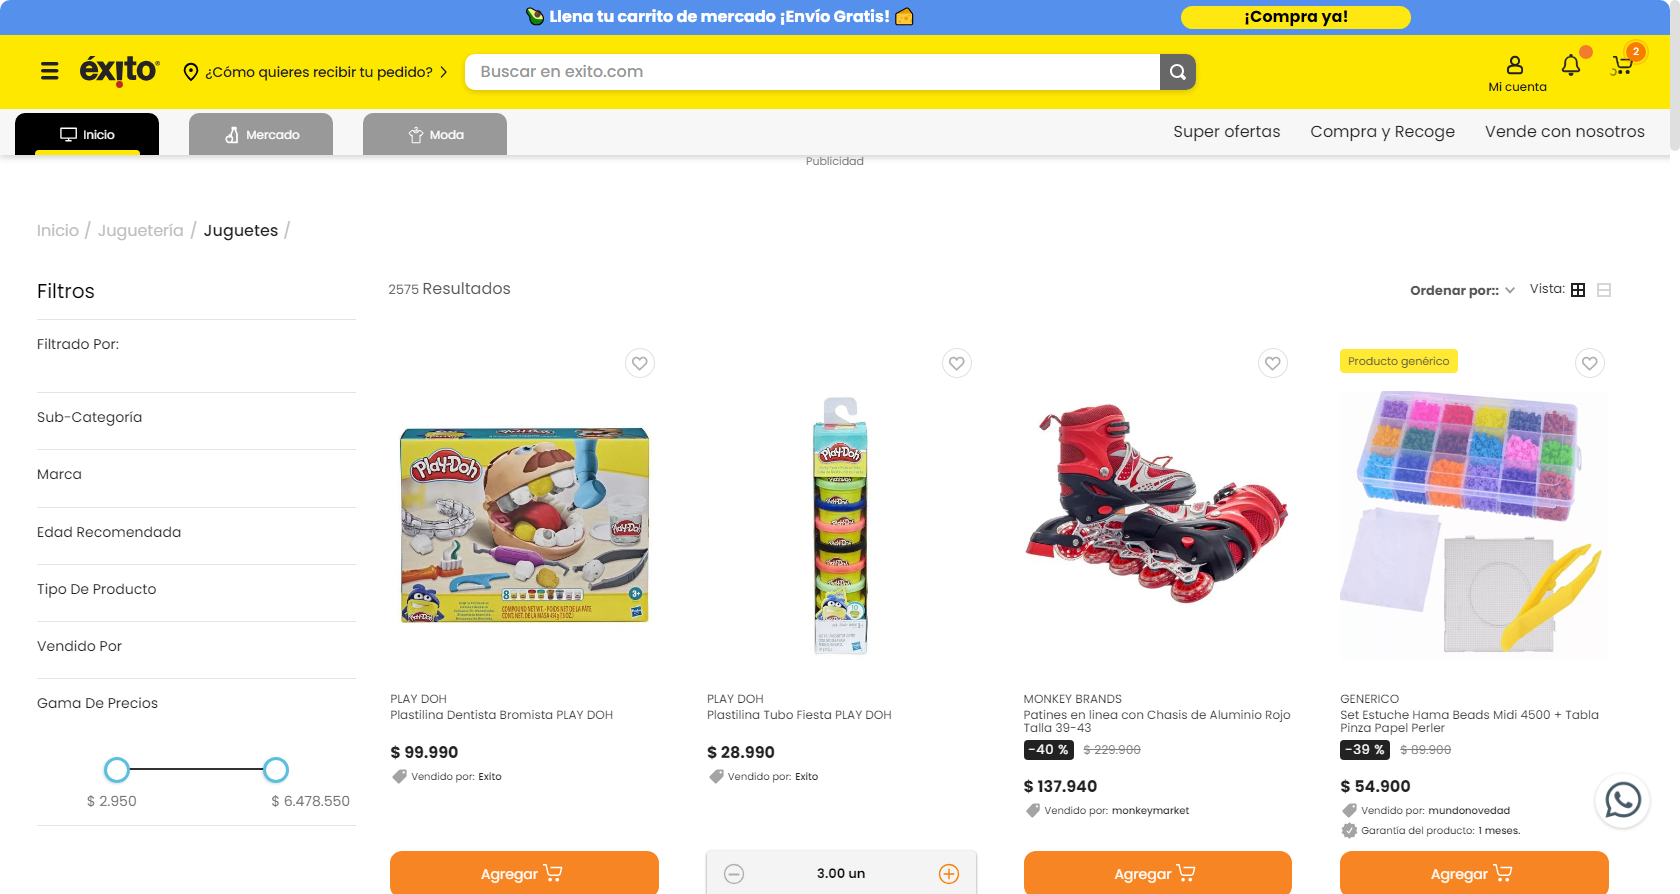 Llena tu carrito de mercado ¡Envío Gratis!
¡Compra ya!
éxito
¿Cómo quieres recibir tu pedido?
Buscar en exito.com
Mi cuenta
2
Inicio
Mercado
Moda
Super ofertas
Compra y Recoge
Vende con nosotros
Publicidad
Inicio / Juguetería / Juguetes /
Filtros
2575 Resultados
Ordenar por::
Vista:
Filtrado Por:
Sub-Categoría
Marca
Edad Recomendada
Tipo De Producto
Vendido Por
Gama De Precios
$ 2.950
$ 6.478.550
Play-Doh
8
3+
Hasbro
PLAY DOH
Plastilina Dentista Bromista PLAY DOH
$ 99.990
Vendido por: Exito
Agregar
Play-Doh
PLAY DOH
Plastilina Tubo Fiesta PLAY DOH
$ 28.990
Vendido por: Exito
3.00 un
MONKEY BRANDS
Patines en linea con Chasis de Aluminio Rojo
Talla 39-43
-40 %
$ 229.900
$ 137.940
Vendido por: monkeymarket
Agregar
Producto genérico
GENERICO
Set Estuche Hama Beads Midi 4500 + Tabla
Pinza Papel Perler
-39 %
$ 89.900
$ 54.900
Vendido por: mundonovedad
Garantía del producto: 1 meses.
Agregar